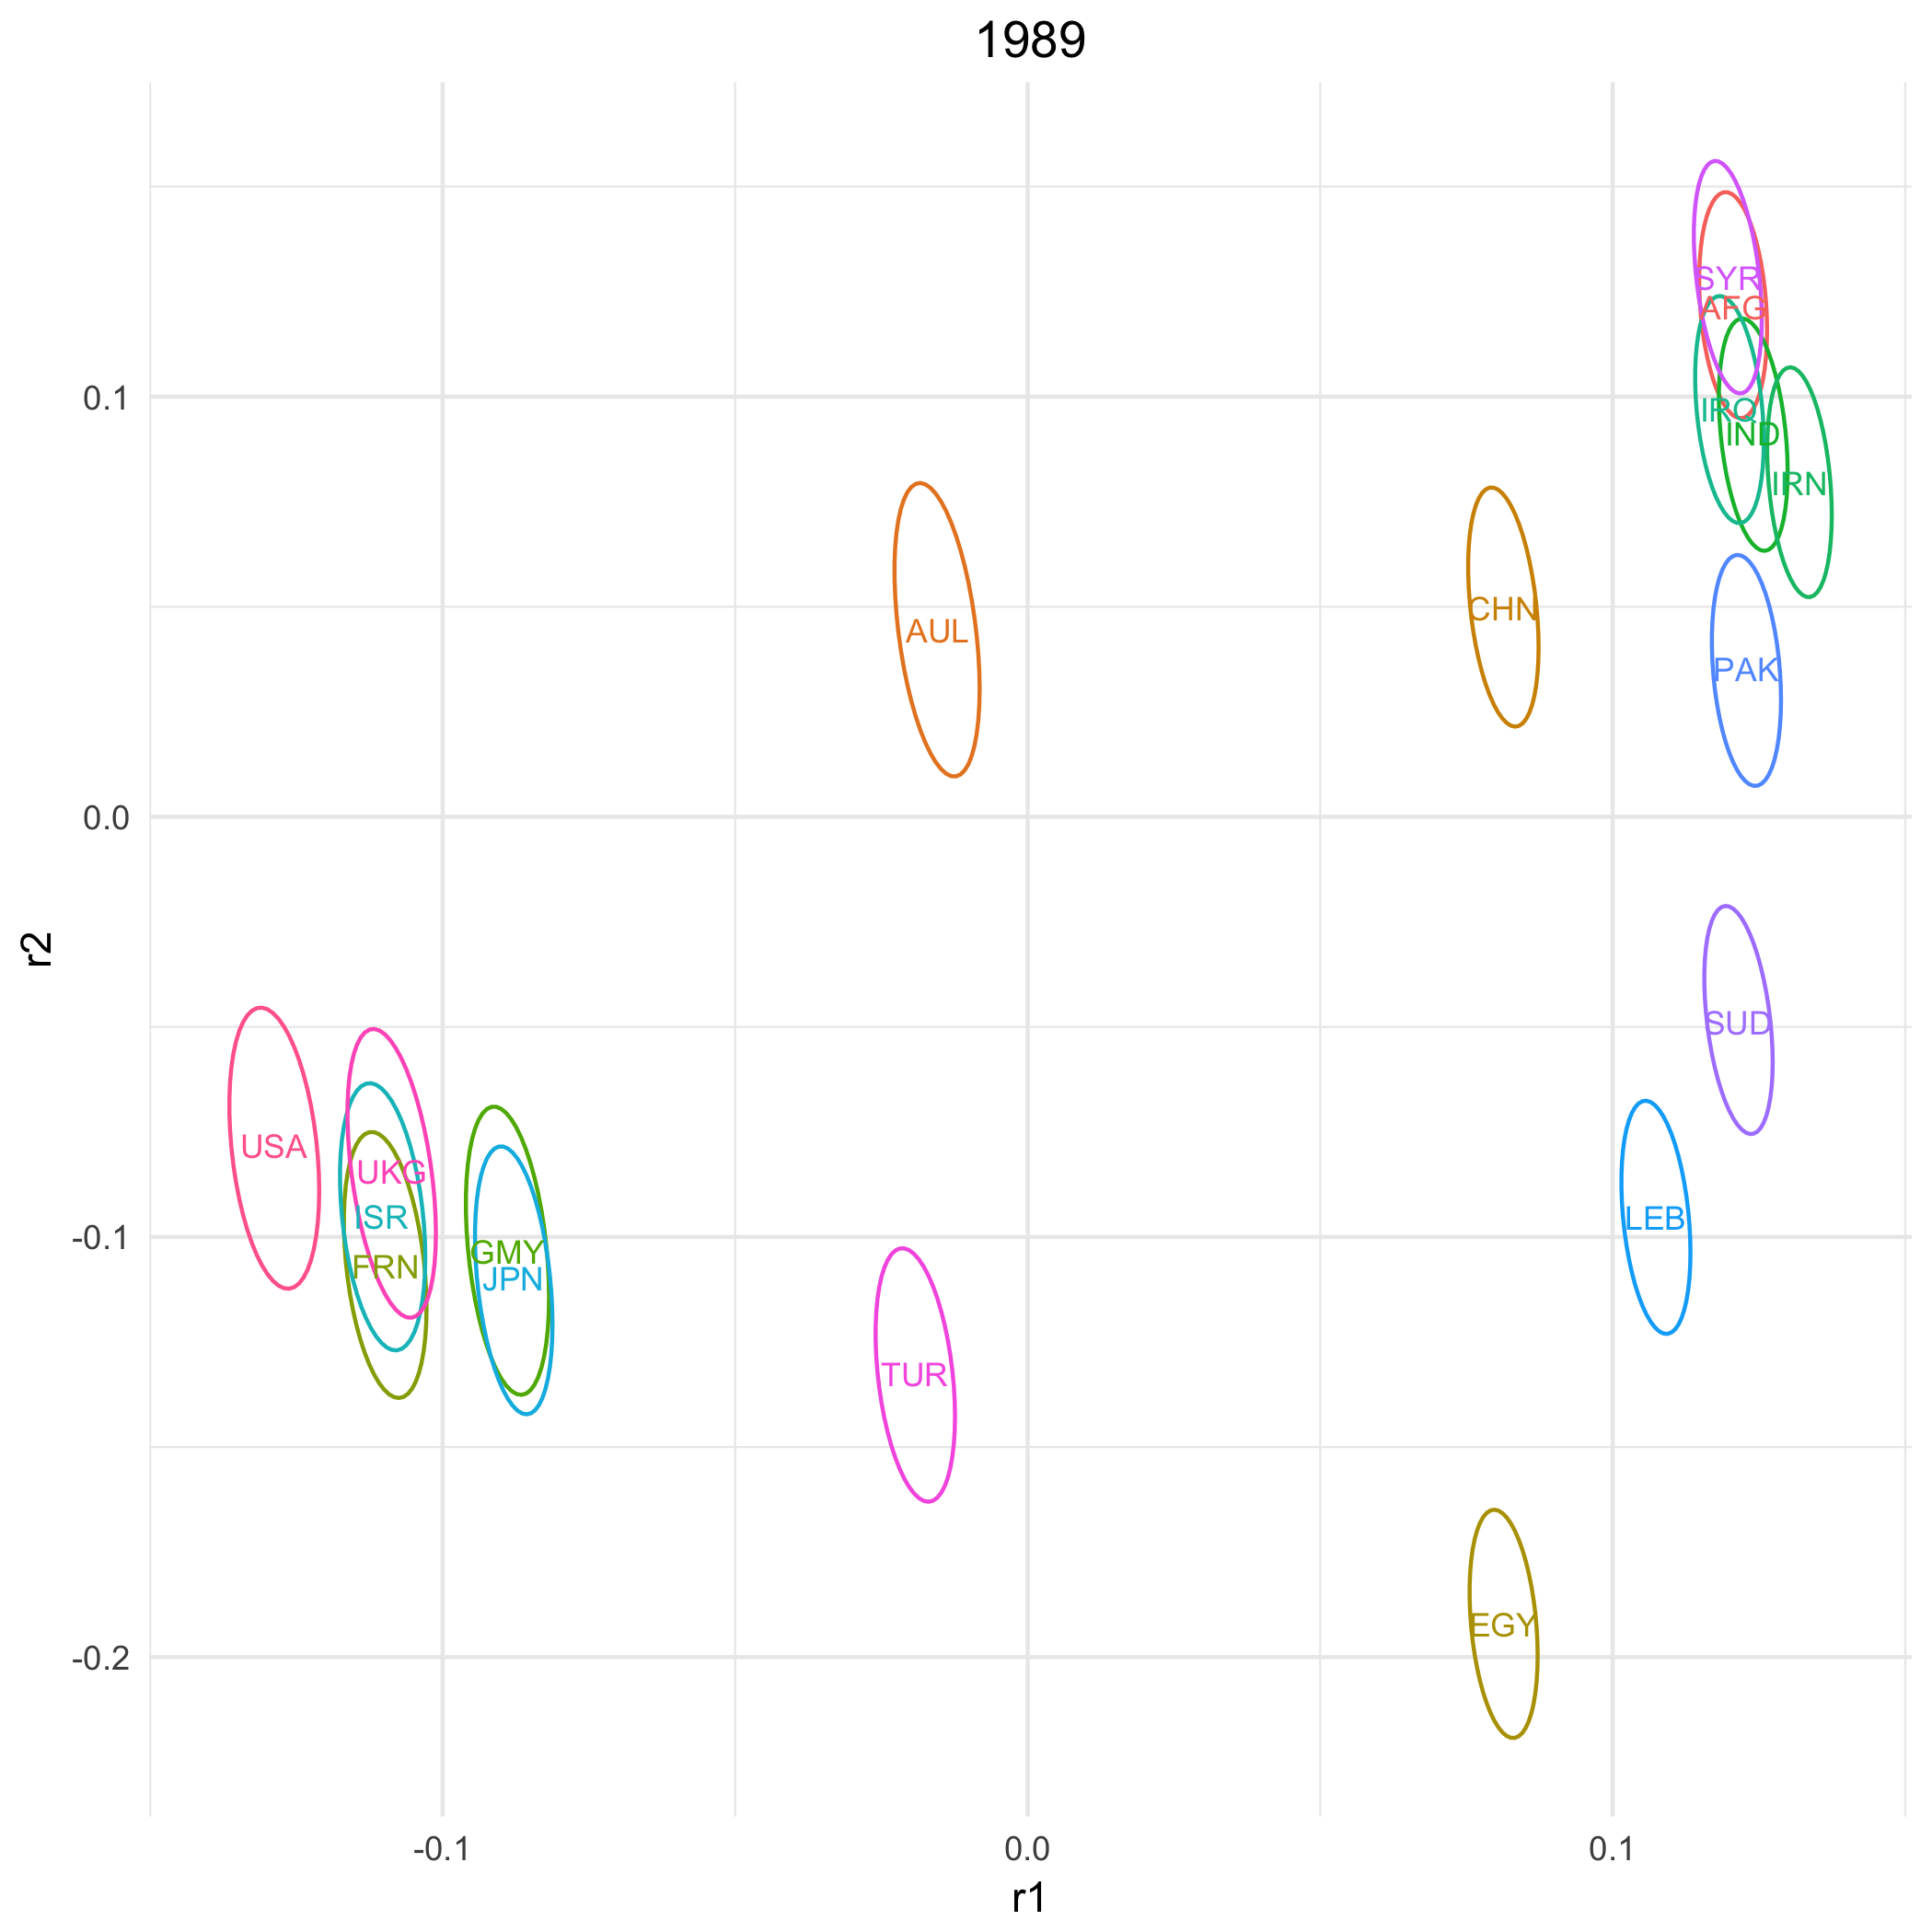 1989
SYR
AFG
0.1
IRQ
IND
IRN
CHN
AUL
PAK
0.0
r2
SUD
USA
UKG
ISR
LEB
-0.1
GMY
FRN
JPN
TUR
EGY
-0.2
-0.1
0.0
0.1
r1